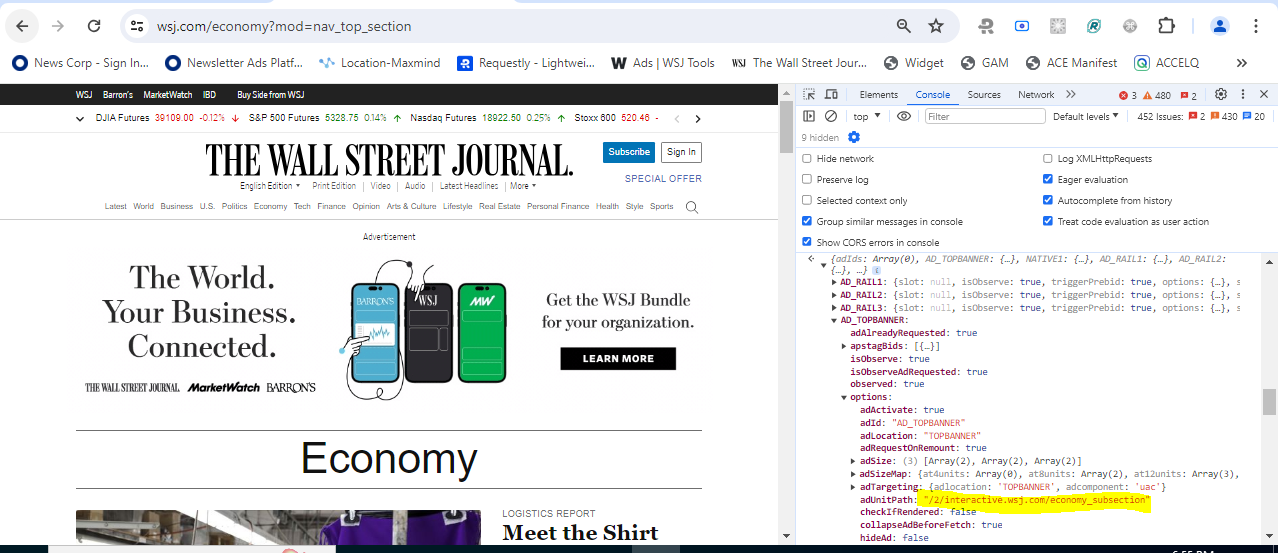 wsj.com/economy?mod=nav_top_section
News Corp - Sign In... Newsletter Ads Platf... Location-Maxmind Requestly - Lightwei... Ads | WSJ Tools The Wall Street Jour... Widget GAM ACE Manifest ACCELQ
WSJ Barron's MarketWatch IBD Buy Side from WSJ
DJIA Futures 39109.00 -0.12% S&P 500 Futures 5328.75 0.14% Nasdaq Futures 18922.50 0.25% Stoxx 600 520.46 -
THE WALL STREET JOURNAL.
Subscribe Sign In
SPECIAL OFFER
English Edition Print Edition Video Audio Latest Headlines More
Latest World Business U.S. Politics Economy Tech Finance Opinion Arts & Culture Lifestyle Real Estate Personal Finance Health Style Sports
Advertisement
The World.
Your Business.
Connected.
THE WALL STREET JOURNAL. MarketWatch BARRON'S
BARRON'S WSJ MW
Get the WSJ Bundle
for your organization.
LEARN MORE
Economy
LOGISTICS REPORT
Meet the Shirt
Elements Console Sources Network 3 480 2
top Filter Default levels 452 Issues: 2 430 20
9 hidden
Hide network Log XMLHttpRequests
Preserve log Eager evaluation
Selected context only Autocomplete from history
Group similar messages in console Treat code evaluation as user action
Show CORS errors in console
{adIds: Array(0), AD_TOPBANNER: {…}, NATIVE1: {…}, AD_RAIL1: {…}, AD_RAIL2:
{…}, …}
AD_RAIL1: {slot: null, isObserve: true, triggerPrebid: true, options: {…}, s
AD_RAIL2: {slot: null, isObserve: true, triggerPrebid: true, options: {…}, s
AD_RAIL3: {slot: null, isObserve: true, triggerPrebid: true, options: {…}, s
AD_TOPBANNER:
adAlreadyRequested: true
apstagBids: [{…}]
isObserve: true
isObserveAdRequested: true
observed: true
options:
adActivate: true
adId: "AD_TOPBANNER"
adLocation: "TOPBANNER"
adRequestOnRemount: true
adSize: (3) [Array(2), Array(2), Array(2)]
adSizeMap: {at4units: Array(0), at8units: Array(2), at12units: Array(3),
adTargeting: {adlocation: 'TOPBANNER', adcomponent: 'uac'}
adUnitPath: "/2/interactive.wsj.com/economy_subsection"
checkIfRendered: false
collapseAdBeforeFetch: true
hideAd: false